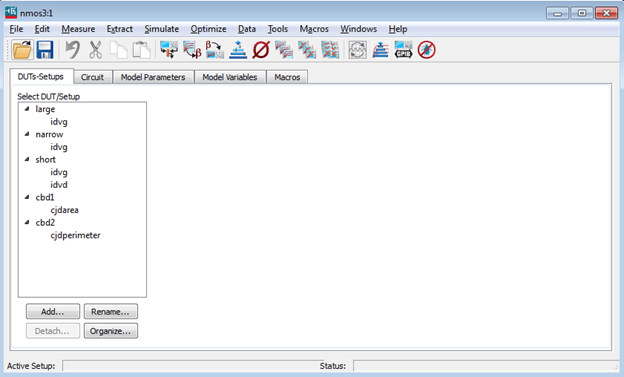 nmos3:1
File Edit Measure Extract Simulate Optimize Data Tools Macros Windows Help
DUTs-Setups Circuit Model Parameters Model Variables Macros
Select DUT/Setup
large
idvg
narrow
idvg
short
idvg
idvd
cbd1
cjdarea
cbd2
cjdperimeter
Add... Rename...
Detach... Organize...
Active Setup: Status: